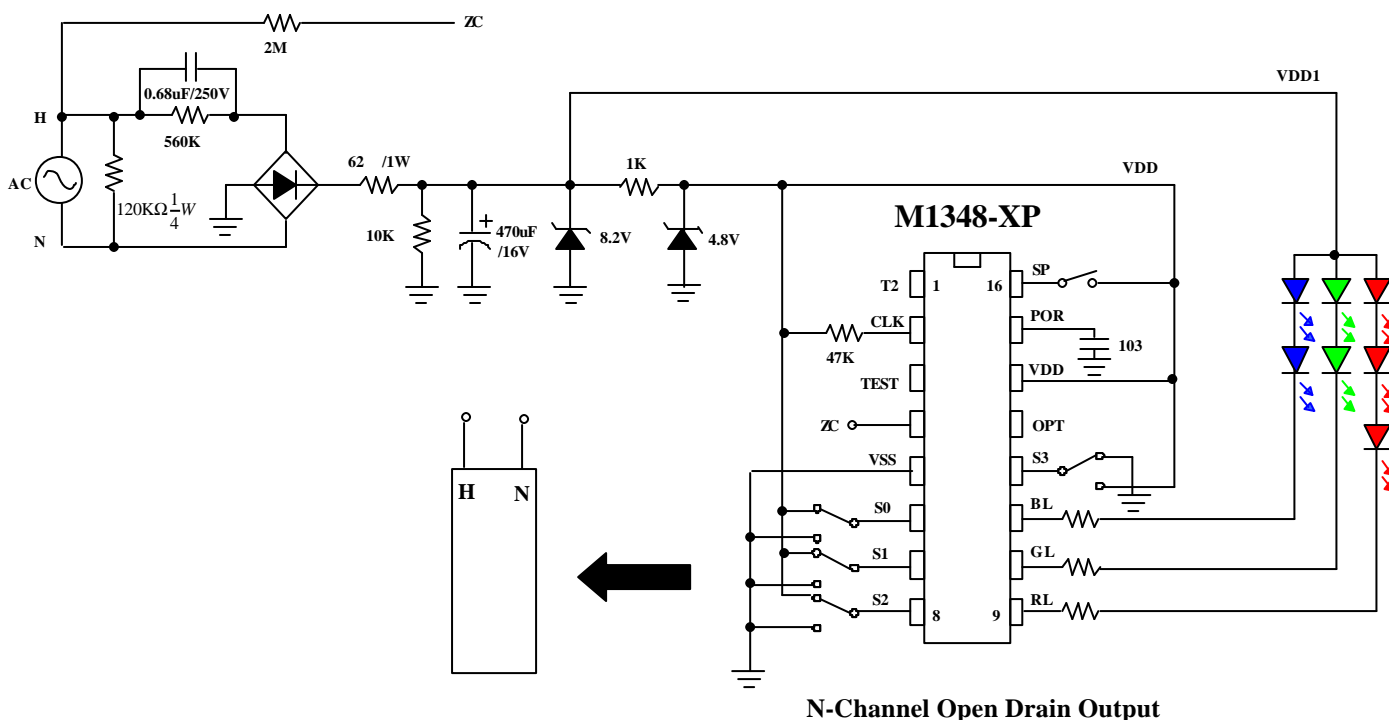 ZC
2M
0.68uF/250V
H
560K
AC
120KΩ 1/4 W
N
62 /1W
10K
470uF
/16V
8.2V
1K
4.8V
VDD1
VDD
M1348-XP
T2
1
16
SP
CLK
47K
POR
103
TEST
VDD
ZC
OPT
VSS
S3
S0
BL
S1
GL
S2
8
9
RL
H N
N-Channel Open Drain Output